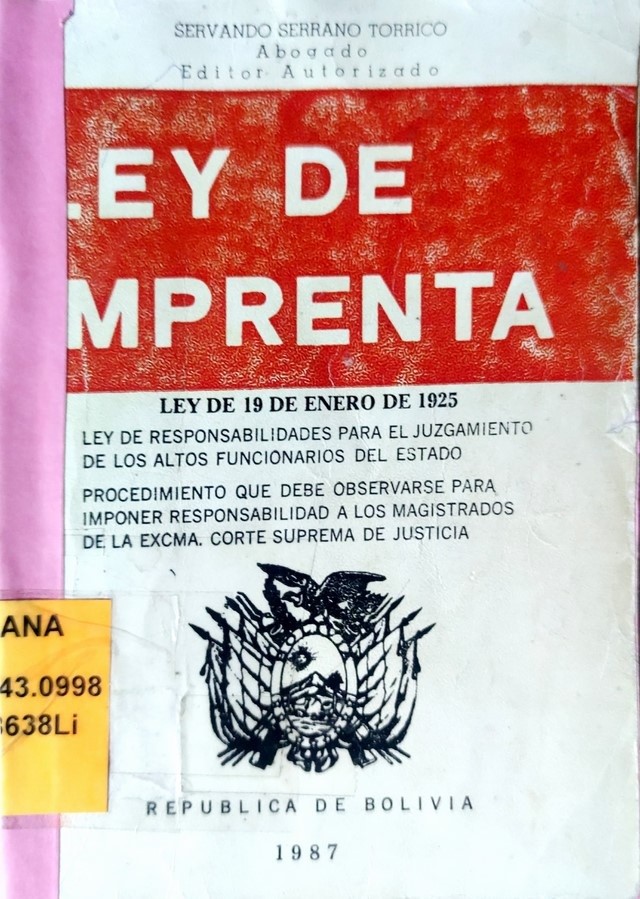 SERVANDO SERRANO TORRICO
Abogado
Editor Autorizado
LEY DE
IMPRENTA
LEY DE 19 DE ENERO DE 1925
LEY DE RESPONSABILIDADES PARA EL JUZGAMIENTO
DE LOS ALTOS FUNCIONARIOS DEL ESTADO
PROCEDIMIENTO QUE DEBE OBSERVARSE PARA
IMPONER RESPONSABILIDAD A LOS MAGISTRADOS
DE LA EXCMA. CORTE SUPREMA DE JUSTICIA
ANA
43.0998
638Li
REPUBLICA DE BOLIVIA
1987